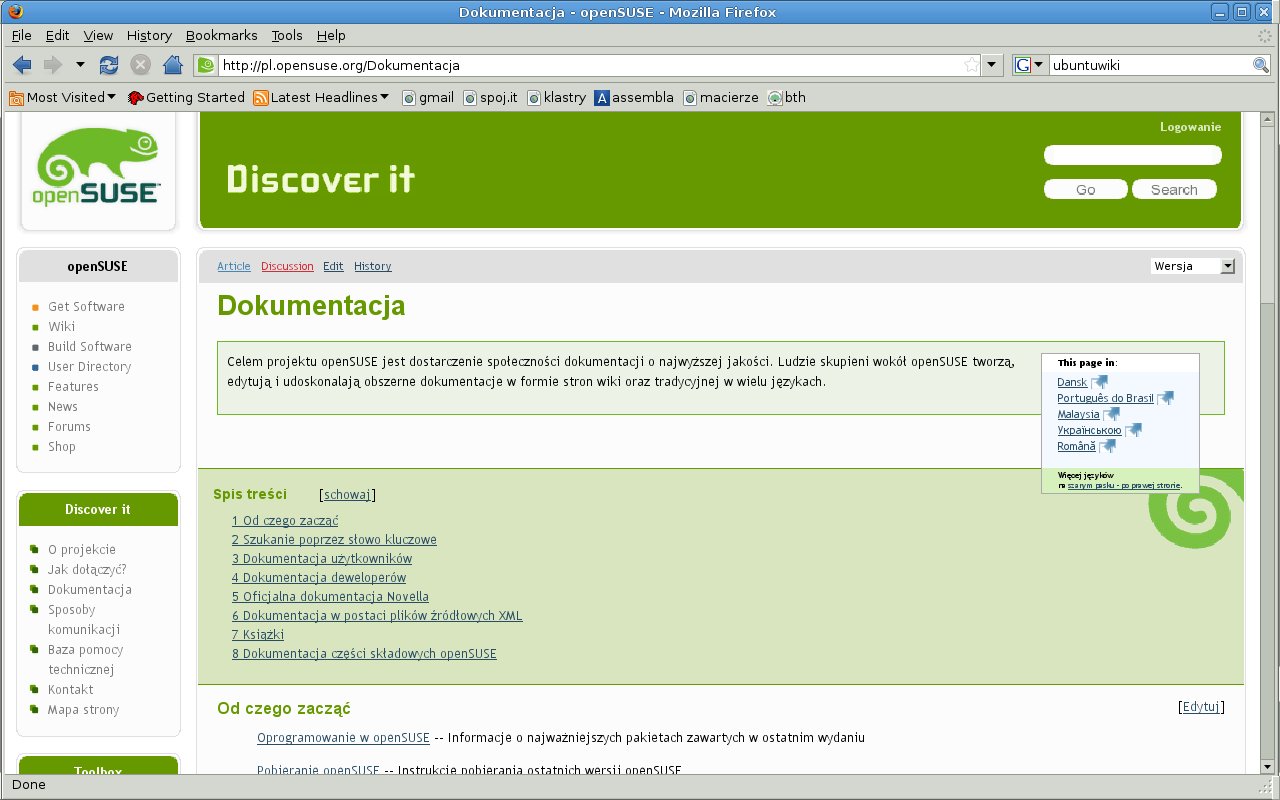 Dokumentacja - openSUSE - Mozilla Firefox
File Edit View History Bookmarks Tools Help
http://pl.opensuse.org/Dokumentacja
G
ubuntuwiki
Most Visited Getting Started Latest Headlines gmail spoj.it klastry A assembla macierze bth
openSUSE™
Discover it
Logowanie
Go Search
openSUSE
Get Software
Wiki
Build Software
User Directory
Features
News
Forums
Shop
Discover it
O projekcie
Jak dołączyć?
Dokumentacja
Sposoby
komunikacji
Baza pomocy
technicznej
Kontakt
Mapa strony
Toolbox
Article Discussion Edit History
Wersja
Dokumentacja
Celem projektu openSUSE jest dostarczenie społeczności dokumentacji o najwyższej jakości. Ludzie skupieni wokół openSUSE tworzą,
edytują i udoskonalają obszerne dokumentacje w formie stron wiki oraz tradycyjnej w wielu językach.
This page in:
Dansk
Português do Brasil
Malaysia
Українською
Română
Więcej języków
na szarym pasku - po prawej stronie.
Spis treści [schowaj]
1 Od czego zacząć
2 Szukanie poprzez słowo kluczowe
3 Dokumentacja użytkowników
4 Dokumentacja deweloperów
5 Oficjalna dokumentacja Novella
6 Dokumentacja w postaci plików źródłowych XML
7 Książki
8 Dokumentacja części składowych openSUSE
Od czego zacząć
[Edytuj]
Oprogramowanie w openSUSE -- Informacje o najważniejszych pakietach zawartych w ostatnim wydaniu
Pobieranie openSUSE -- Instrukcje pobierania ostatnich wersji openSUSE
Done